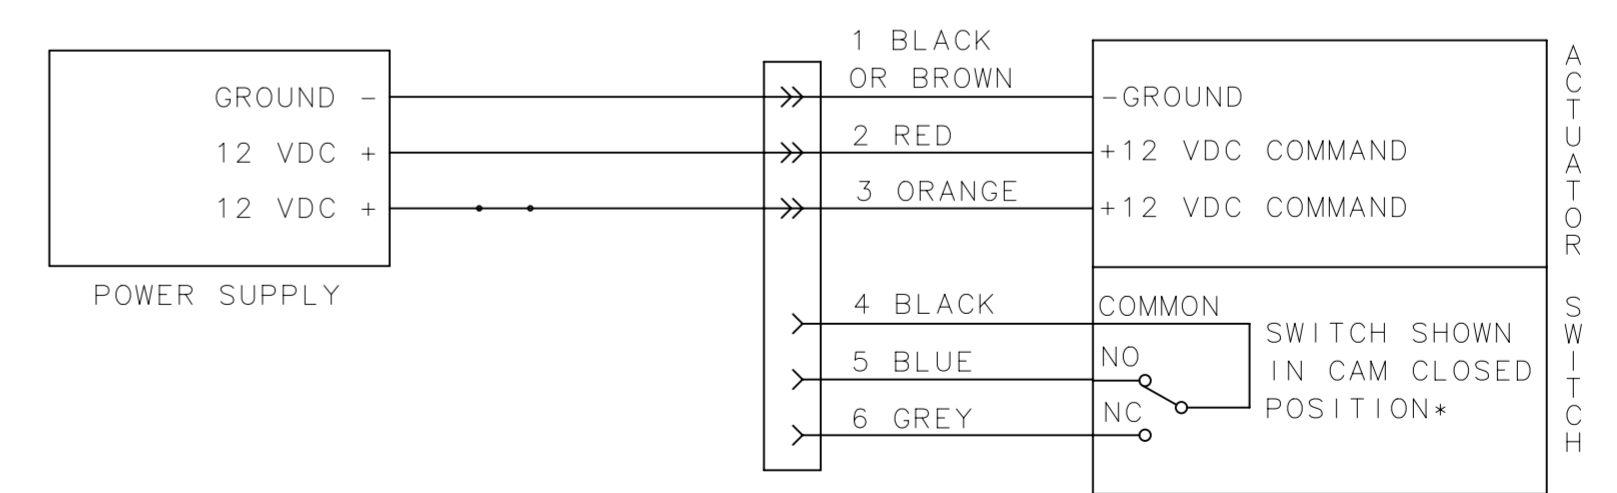 GROUND -
12 VDC +
12 VDC +
POWER SUPPLY
1 BLACK
OR BROWN
2 RED
3 ORANGE
4 BLACK
5 BLUE
6 GREY
-GROUND
+12 VDC COMMAND
+12 VDC COMMAND
COMMON
NO
NC
SWITCH SHOWN
IN CAM CLOSED
POSITION*
ACTUATOR
SWITCH